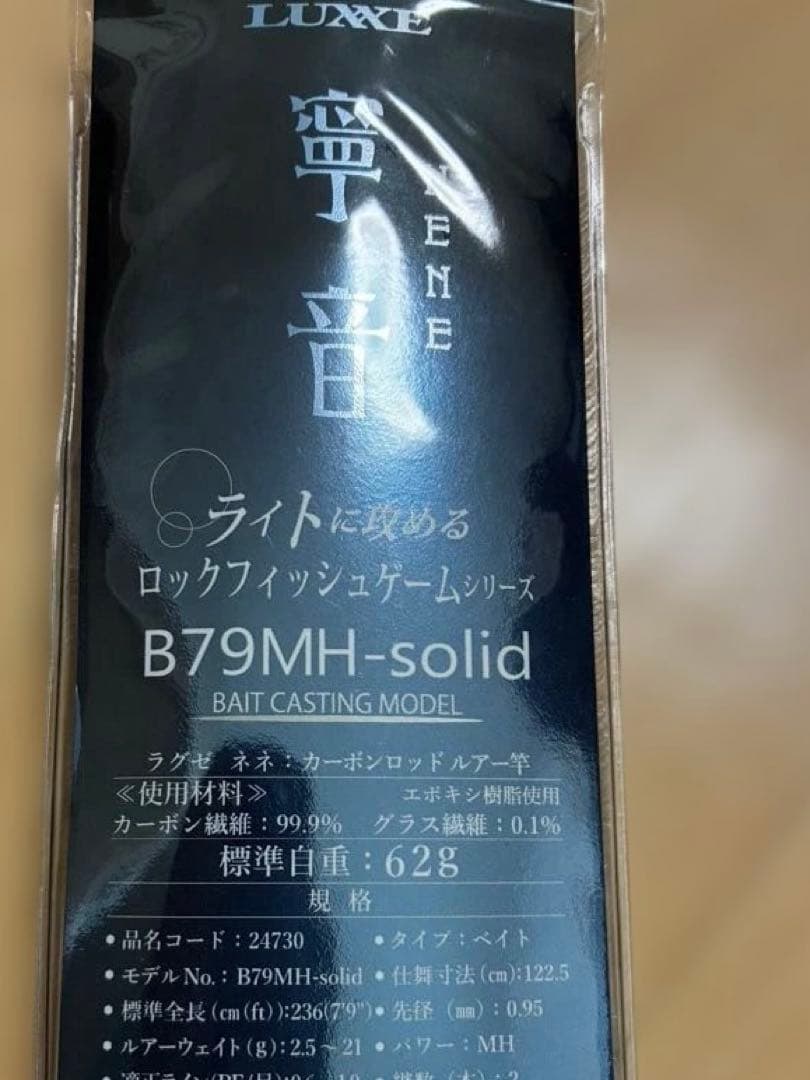 LUXXE
寧音
NENE
ライトに攻める
ロックフィッシュゲームシリーズ
B79MH-solid
BAIT CASTING MODEL
ラグゼ ネネ：カーボンロッド ルアー竿
≪使用材料≫ エポキシ樹脂使用
カーボン繊維：99.9% グラス繊維：0.1%
標準自重：62g
規 格
•品名コード：24730 •タイプ：ベイト
•モデルNo.：B79MH-solid •仕舞寸法(cm):122.5
•標準全長(cm(ft)):236(7'9") •先径(mm)：0.95
•ルアーウェイト(g)：2.5～21 •パワー：MH